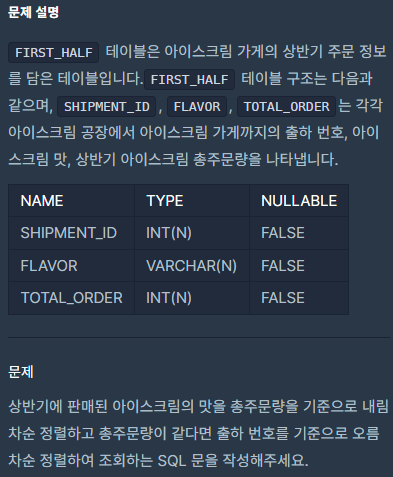 문제 설명
FIRST_HALF 테이블은 아이스크림 가게의 상반기 주문 정보
를 담은 테이블입니다.FIRST_HALF 테이블 구조는 다음과
같으며, SHIPMENT_ID , FLAVOR , TOTAL_ORDER 는 각각
아이스크림 공장에서 아이스크림 가게까지의 출하 번호, 아이
스크림 맛, 상반기 아이스크림 총주문량을 나타냅니다.
NAME TYPE NULLABLE
SHIPMENT_ID INT(N) FALSE
FLAVOR VARCHAR(N) FALSE
TOTAL_ORDER INT(N) FALSE
문제
상반기에 판매된 아이스크림의 맛을 총주문량을 기준으로 내림
차순 정렬하고 총주문량이 같다면 출하 번호를 기준으로 오름
차순 정렬하여 조회하는 SQL 문을 작성해주세요.